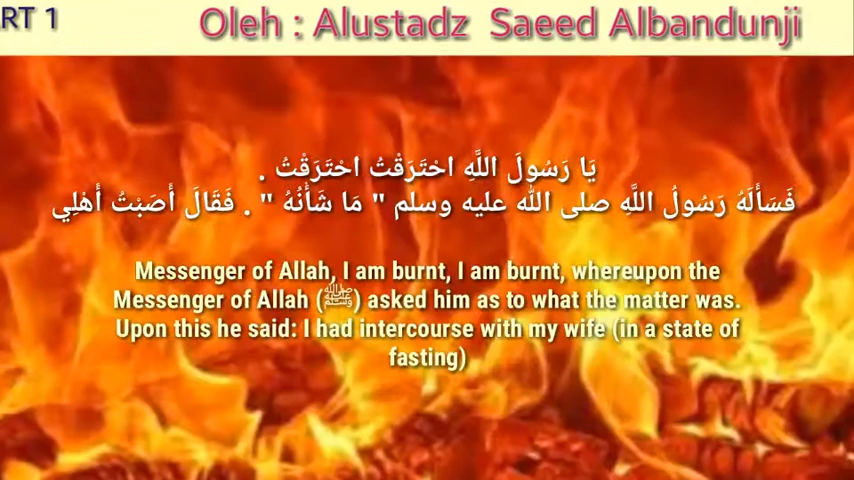 RT 1
Oleh : Alustadz Saeed Albandunji
يَا رَسُولَ اللَّهِ احْتَرَقْتُ احْتَرَقْتُ .
فَسَأَلَهُ رَسُولُ اللَّهِ صلى الله عليه وسلم " مَا شَأْنُهُ " . فَقَالَ أَصَبْتُ أَهْلِي
Messenger of Allah, I am burnt, I am burnt, whereupon the
Messenger of Allah (ﷺ) asked him as to what the matter was.
Upon this he said: I had intercourse with my wife (in a state of
fasting)